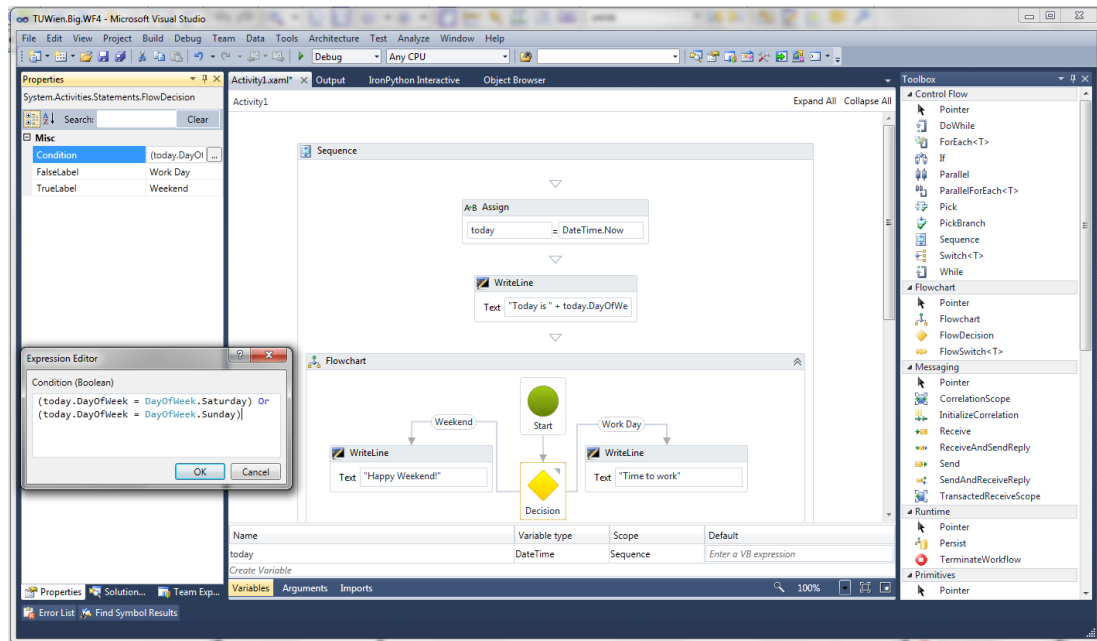 TUWien.Big.WF4 - Microsoft Visual Studio
File Edit View Project Build Debug Team Data Tools Architecture Test Analyze Window Help
Debug Any CPU
Properties
System.Activities.Statements.FlowDecision
Search: Clear
Misc
Condition (today.DayOf ...
FalseLabel Work Day
TrueLabel Weekend
Activity1.xaml* Output IronPython Interactive Object Browser
Activity1 Expand All Collapse All
Sequence
A+B Assign
today = DateTime.Now
WriteLine
Text "Today is " + today.DayOfWe
Flowchart
Start
Weekend
Work Day
WriteLine
Text "Happy Weekend!"
WriteLine
Text "Time to work"
Decision
Expression Editor
Condition (Boolean)
(today.DayOfWeek = DayOfWeek.Saturday) Or
(today.DayOfWeek = DayOfWeek.Sunday)
OK Cancel
Name Variable type Scope Default
today DateTime Sequence Enter a VB expression
Create Variable
Variables Arguments Imports 100%
Properties Solution... Team Exp...
Error List Find Symbol Results
Toolbox
Control Flow
Pointer
DoWhile
ForEach<T>
If
Parallel
ParallelForEach<T>
Pick
PickBranch
Sequence
Switch<T>
While
Flowchart
Pointer
Flowchart
FlowDecision
FlowSwitch<T>
Messaging
Pointer
CorrelationScope
InitializeCorrelation
Receive
ReceiveAndSendReply
Send
SendAndReceiveReply
TransactedReceiveScope
Runtime
Pointer
Persist
TerminateWorkflow
Primitives
Pointer